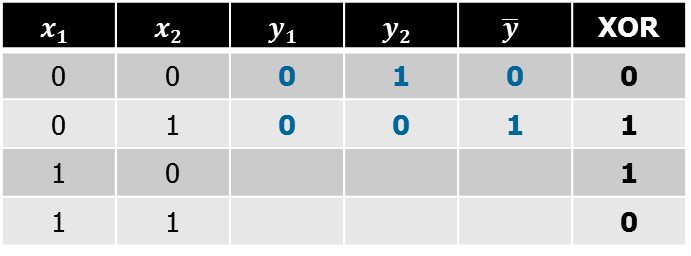 x₁ x₂ y₁ y₂ y̅ XOR
0 0 0 1 0 0
0 1 0 0 1 1
1 0 1
1 1 0